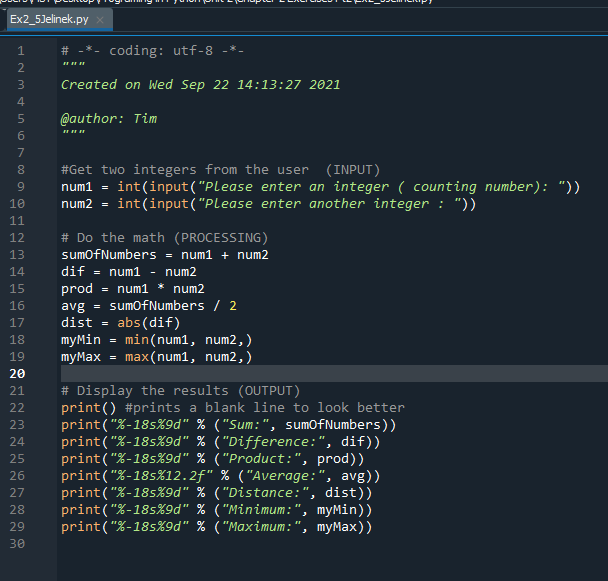 Ex2_5Jelinek.py
1 # -*- coding: utf-8 -*-
2 """
3 Created on Wed Sep 22 14:13:27 2021
4
5 @author: Tim
6 """
7
8 #Get two integers from the user  (INPUT)
9 num1 = int(input("Please enter an integer ( counting number): "))
10 num2 = int(input("Please enter another integer : "))
11
12 # Do the math (PROCESSING)
13 sumOfNumbers = num1 + num2
14 dif = num1 - num2
15 prod = num1 * num2
16 avg = sumOfNumbers / 2
17 dist = abs(dif)
18 myMin = min(num1, num2,)
19 myMax = max(num1, num2,)
20
21 # Display the results (OUTPUT)
22 print() #prints a blank line to look better
23 print("%-18s%9d" % ("Sum:", sumOfNumbers))
24 print("%-18s%9d" % ("Difference:", dif))
25 print("%-18s%9d" % ("Product:", prod))
26 print("%-18s%12.2f" % ("Average:", avg))
27 print("%-18s%9d" % ("Distance:", dist))
28 print("%-18s%9d" % ("Minimum:", myMin))
29 print("%-18s%9d" % ("Maximum:", myMax))
30